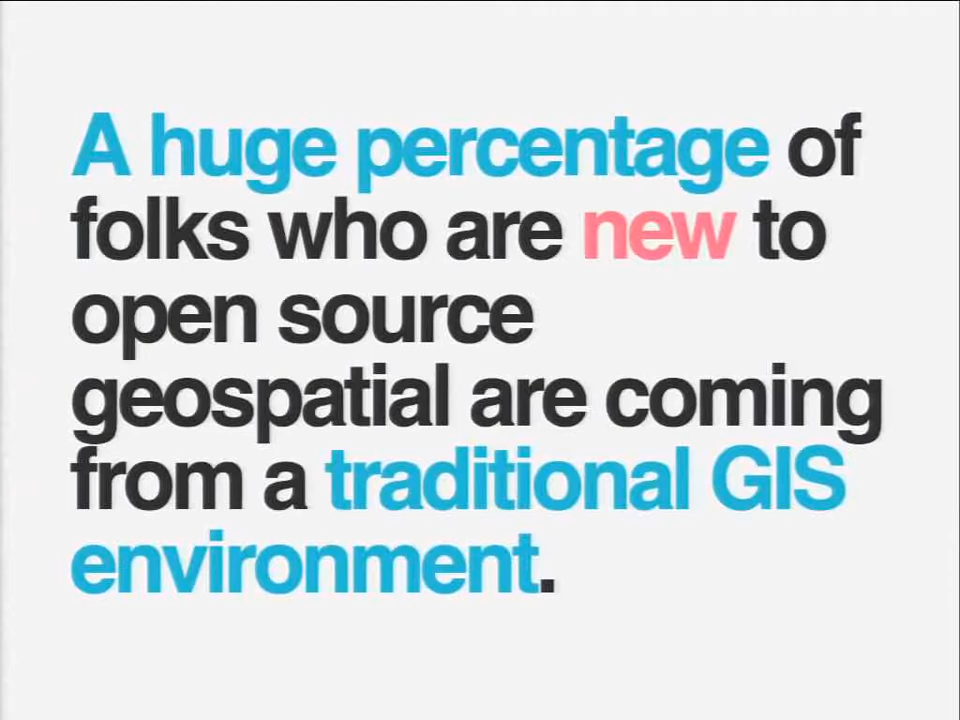 A huge percentage of
folks who are new to
open source
geospatial are coming
from a traditional GIS
environment.